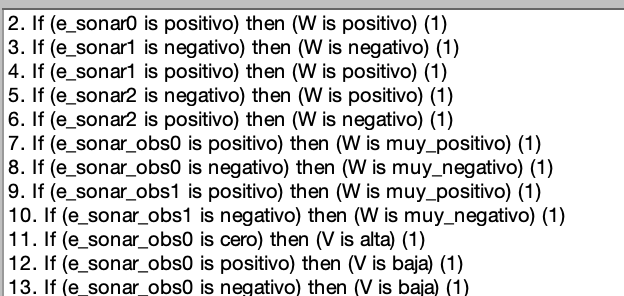 2. If (e_sonar0 is positivo) then (W is positivo) (1)
3. If (e_sonar1 is negativo) then (W is negativo) (1)
4. If (e_sonar1 is positivo) then (W is positivo) (1)
5. If (e_sonar2 is negativo) then (W is positivo) (1)
6. If (e_sonar2 is positivo) then (W is negativo) (1)
7. If (e_sonar_obs0 is positivo) then (W is muy_positivo) (1)
8. If (e_sonar_obs0 is negativo) then (W is muy_negativo) (1)
9. If (e_sonar_obs1 is positivo) then (W is muy_positivo) (1)
10. If (e_sonar_obs1 is negativo) then (W is muy_negativo) (1)
11. If (e_sonar_obs0 is cero) then (V is alta) (1)
12. If (e_sonar_obs0 is positivo) then (V is baja) (1)
13. If (e_sonar_obs0 is negativo) then (V is baja) (1)